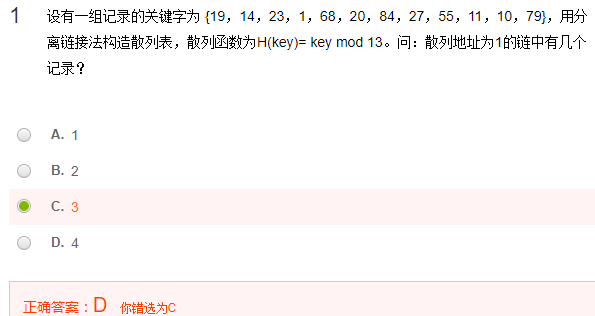 1 设有一组记录的关键字为 {19，14，23，1，68，20，84，27，55，11，10，79}，用分
离链接法构造散列表，散列函数为H(key)= key mod 13。问：散列地址为1的链中有几个
记录？
A. 1
B. 2
C. 3
D. 4
正确答案：D 你错选为C